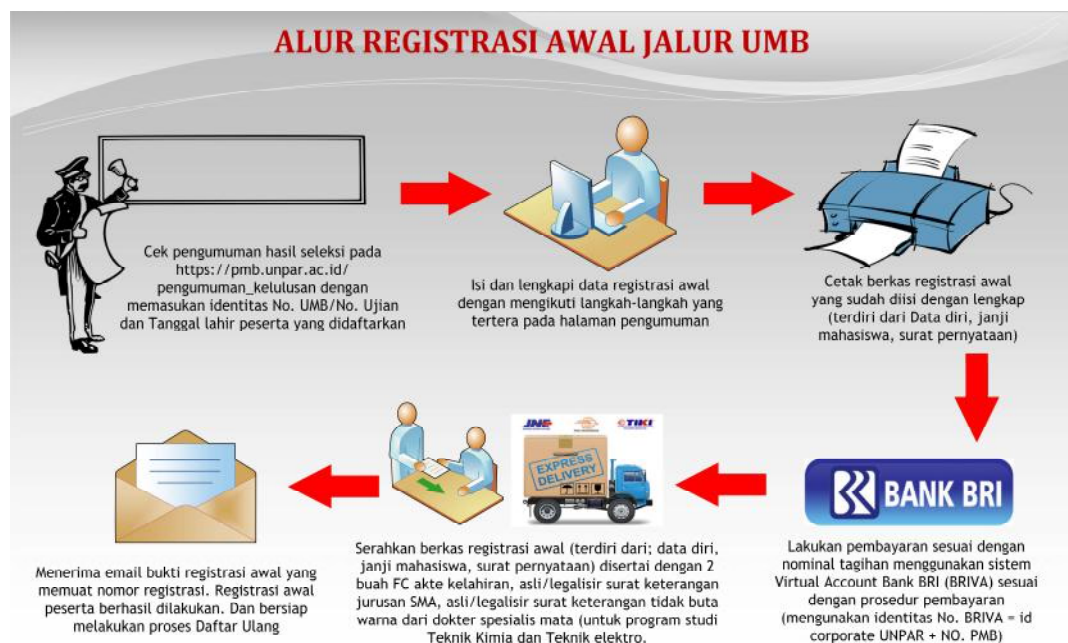 ALUR REGISTRASI AWAL JALUR UMB
Cek pengumuman hasil seleksi pada
https://pmb.unpar.ac.id/
pengumuman_kelulusan dengan
memasukan identitas No. UMB/No. Ujian
dan Tanggal lahir peserta yang didaftarkan
Isi dan lengkapi data registrasi awal
dengan mengikuti langkah-langkah yang
tertera pada halaman pengumuman
Cetak berkas registrasi awal
yang sudah diisi dengan lengkap
(terdiri dari Data diri, janji
mahasiswa, surat pernyataan)
BANK BRI
Lakukan pembayaran sesuai dengan
nominal tagihan menggunakan sistem
Virtual Account Bank BRI (BRIVA) sesuai
dengan prosedur pembayaran
(mengunakan identitas No. BRIVA = id
corporate UNPAR + NO. PMB)
JNE
TIKI
EXPRESS
DELIVERY
Serahkan berkas registrasi awal (terdiri dari; data diri,
janji mahasiswa, surat pernyataan) disertai dengan 2
buah FC akte kelahiran, asli/legalisir surat keterangan
jurusan SMA, asli/legalisir surat keterangan tidak buta
warna dari dokter spesialis mata (untuk program studi
Teknik Kimia dan Teknik elektro.
Menerima email bukti registrasi awal yang
memuat nomor registrasi. Registrasi awal
peserta berhasil dilakukan. Dan bersiap
melakukan proses Daftar Ulang